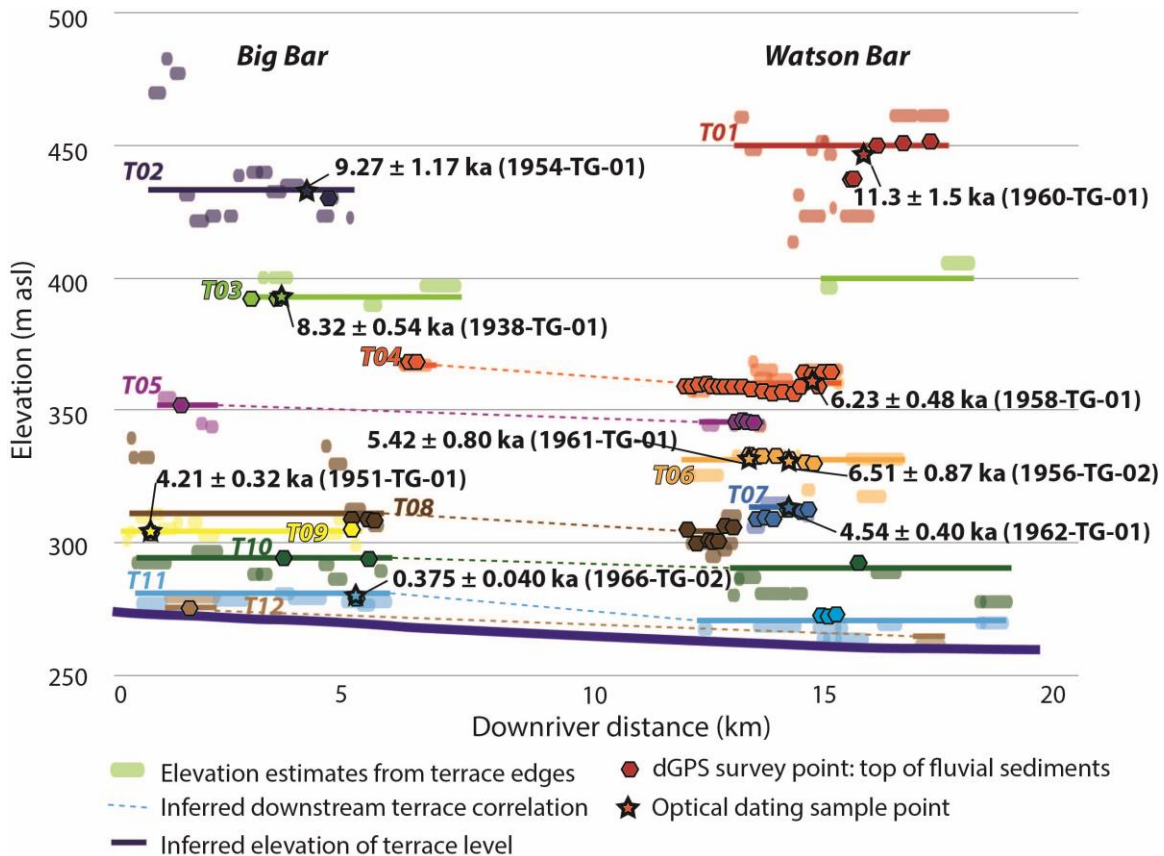 500
Big Bar
Watson Bar
T01
450
T02
9.27 ± 1.17 ka (1954-TG-01)
11.3 ± 1.5 ka (1960-TG-01)
400
T03
8.32 ± 0.54 ka (1938-TG-01)
T04
T05
6.23 ± 0.48 ka (1958-TG-01)
350
5.42 ± 0.80 ka (1961-TG-01)
T06
6.51 ± 0.87 ka (1956-TG-02)
4.21 ± 0.32 ka (1951-TG-01)
T07
T08
T09
4.54 ± 0.40 ka (1962-TG-01)
300
T10
T11
0.375 ± 0.040 ka (1966-TG-02)
T12
250
Elevation (m asl)
0 5 10 15 20
Downriver distance (km)
Elevation estimates from terrace edges
dGPS survey point: top of fluvial sediments
Inferred downstream terrace correlation
Optical dating sample point
Inferred elevation of terrace level